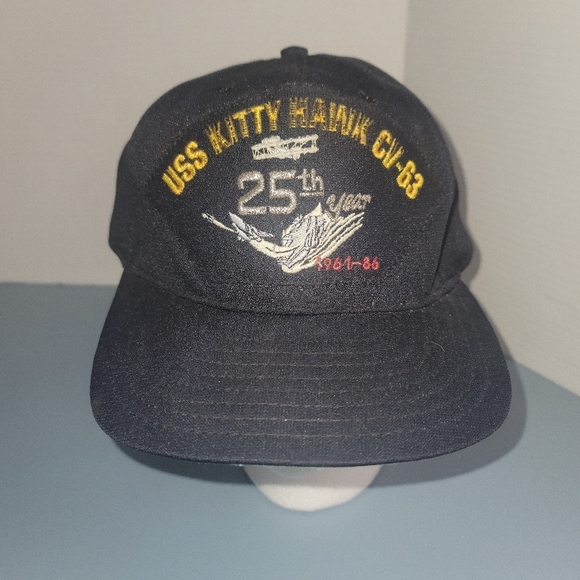 USS KITTY HAWK CV-63
25th
Year
1961-86